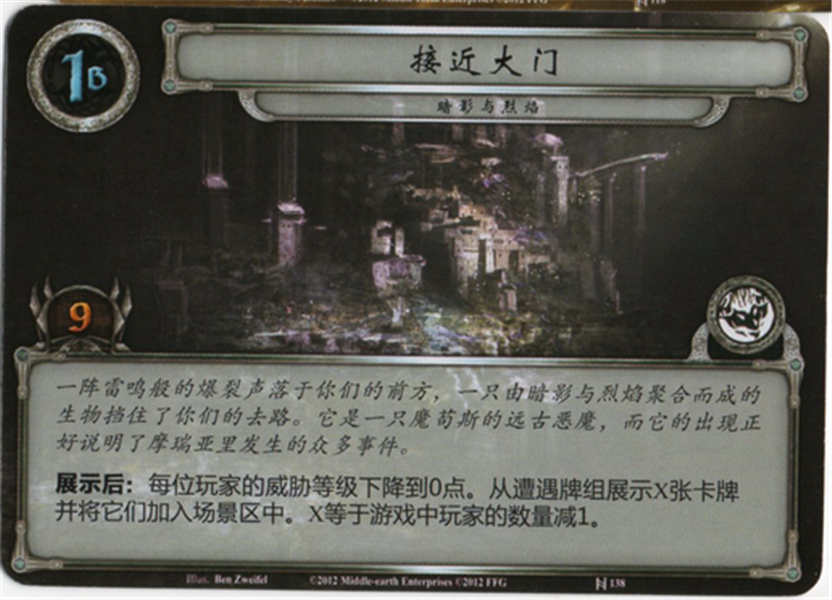 ©2012 Middle-earth Enterprises ©2012 FFG
1B
接近大门
暗影与烈焰
9
一阵雷鸣般的爆裂声落于你们的前方，一只由暗影与烈焰聚合而成的
生物挡住了你们的去路。它是一只魔苟斯的远古恶魔，而它的出现正
好说明了摩瑞亚里发生的众多事件。
展示后：每位玩家的威胁等级下降到0点。从遭遇牌组展示X张卡牌
并将它们加入场景区中。X等于游戏中玩家的数量减1。
Illus. Ben Zweifel ©2012 Middle-earth Enterprises ©2012 FFG 138